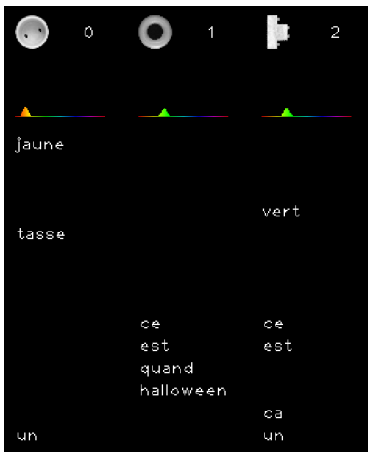 0 1 2
jaune
vert
tasse
ce ce
est est
quand
halloween
ca
un un